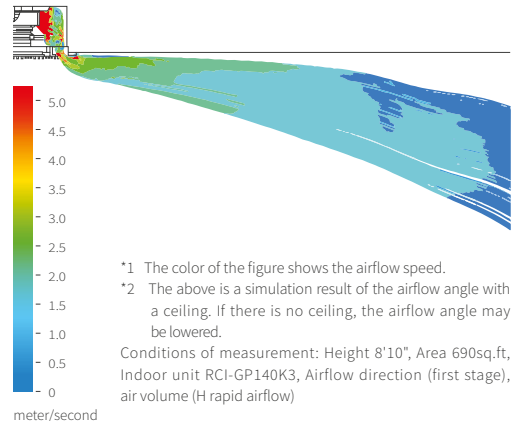 5.0
4.5
4.0
3.5
3.0
2.5
2.0
1.5
1.0
0.5
0
meter/second
*1 The color of the figure shows the airflow speed.
*2 The above is a simulation result of the airflow angle with
a ceiling. If there is no ceiling, the airflow angle may
be lowered.
Conditions of measurement: Height 8'10", Area 690sq.ft,
Indoor unit RCI-GP140K3, Airflow direction (first stage),
air volume (H rapid airflow)